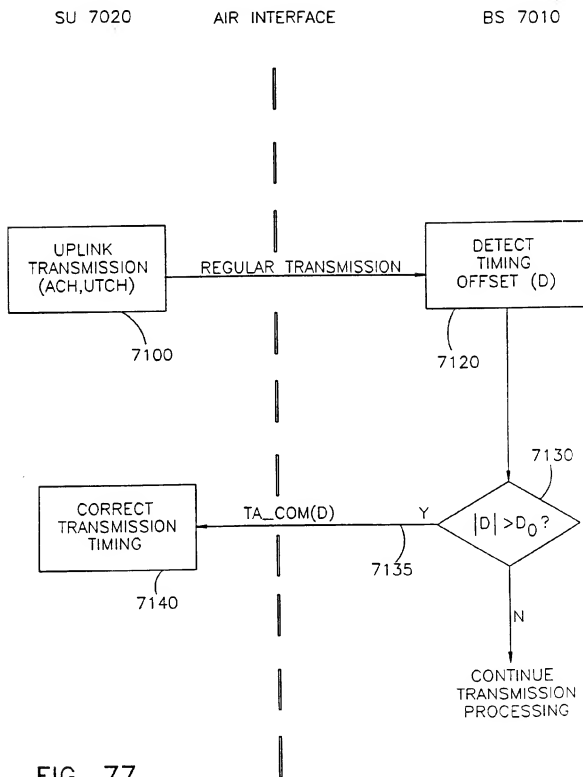 SU 7020 AIR INTERFACE BS 7010
UPLINK
TRANSMISSION
(ACH,UTCH)
7100
REGULAR TRANSMISSION
DETECT
TIMING
OFFSET (D)
7120
7130
|D| >D0?
Y
TA_COM(D)
7135
CORRECT
TRANSMISSION
TIMING
7140
N
CONTINUE
TRANSMISSION
PROCESSING
FIG. 77